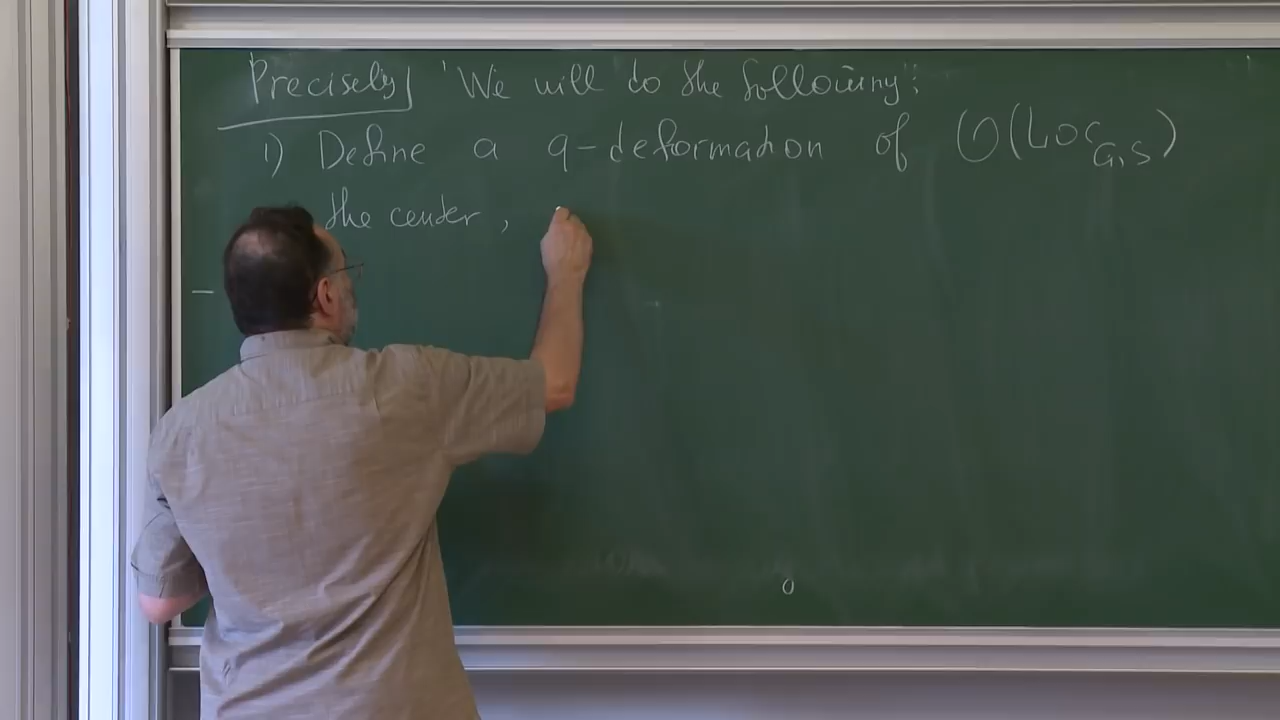 Precisely "We will do the following":
1) Define a q-deformation of O(Loc_{G,S})
the center,